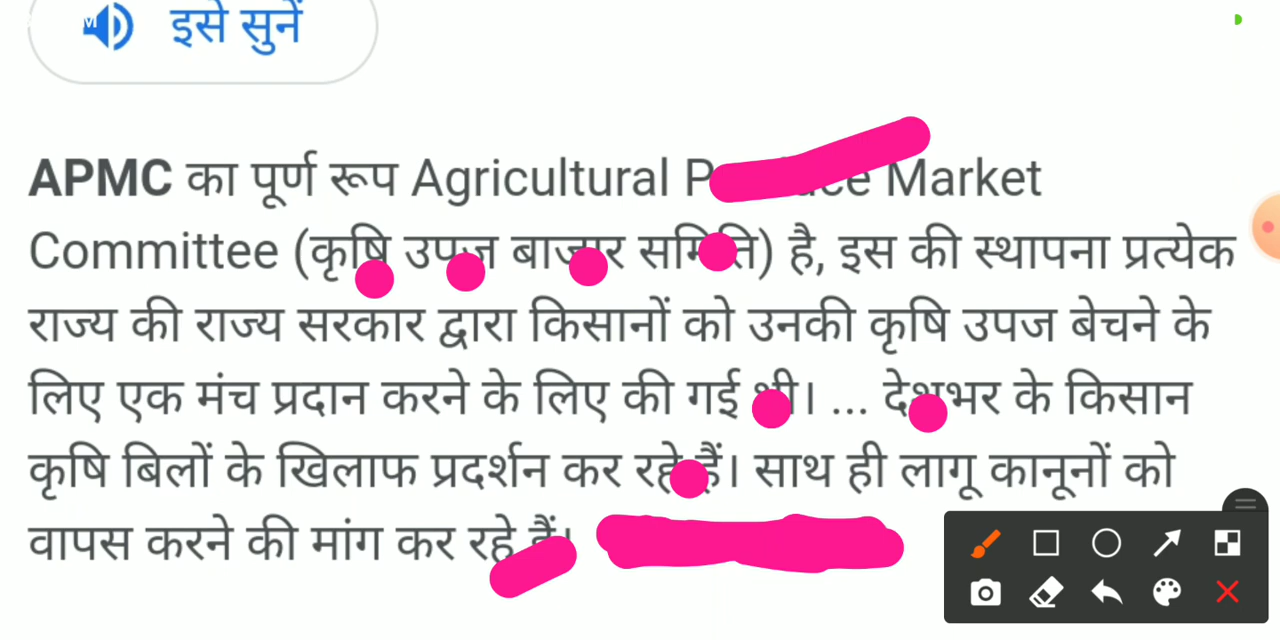 इसे सुनें
APMC का पूर्ण रूप Agricultural Market
Committee (कृषि उपज बाजार समिति) है, इस की स्थापना प्रत्येक
राज्य की राज्य सरकार द्वारा किसानों को उनकी कृषि उपज बेचने के
लिए एक मंच प्रदान करने के लिए की गई थी। ... देशभर के किसान
कृषि बिलों के खिलाफ प्रदर्शन कर रहे हैं। साथ ही लागू कानूनों को
वापस करने की मांग कर रहे हैं।